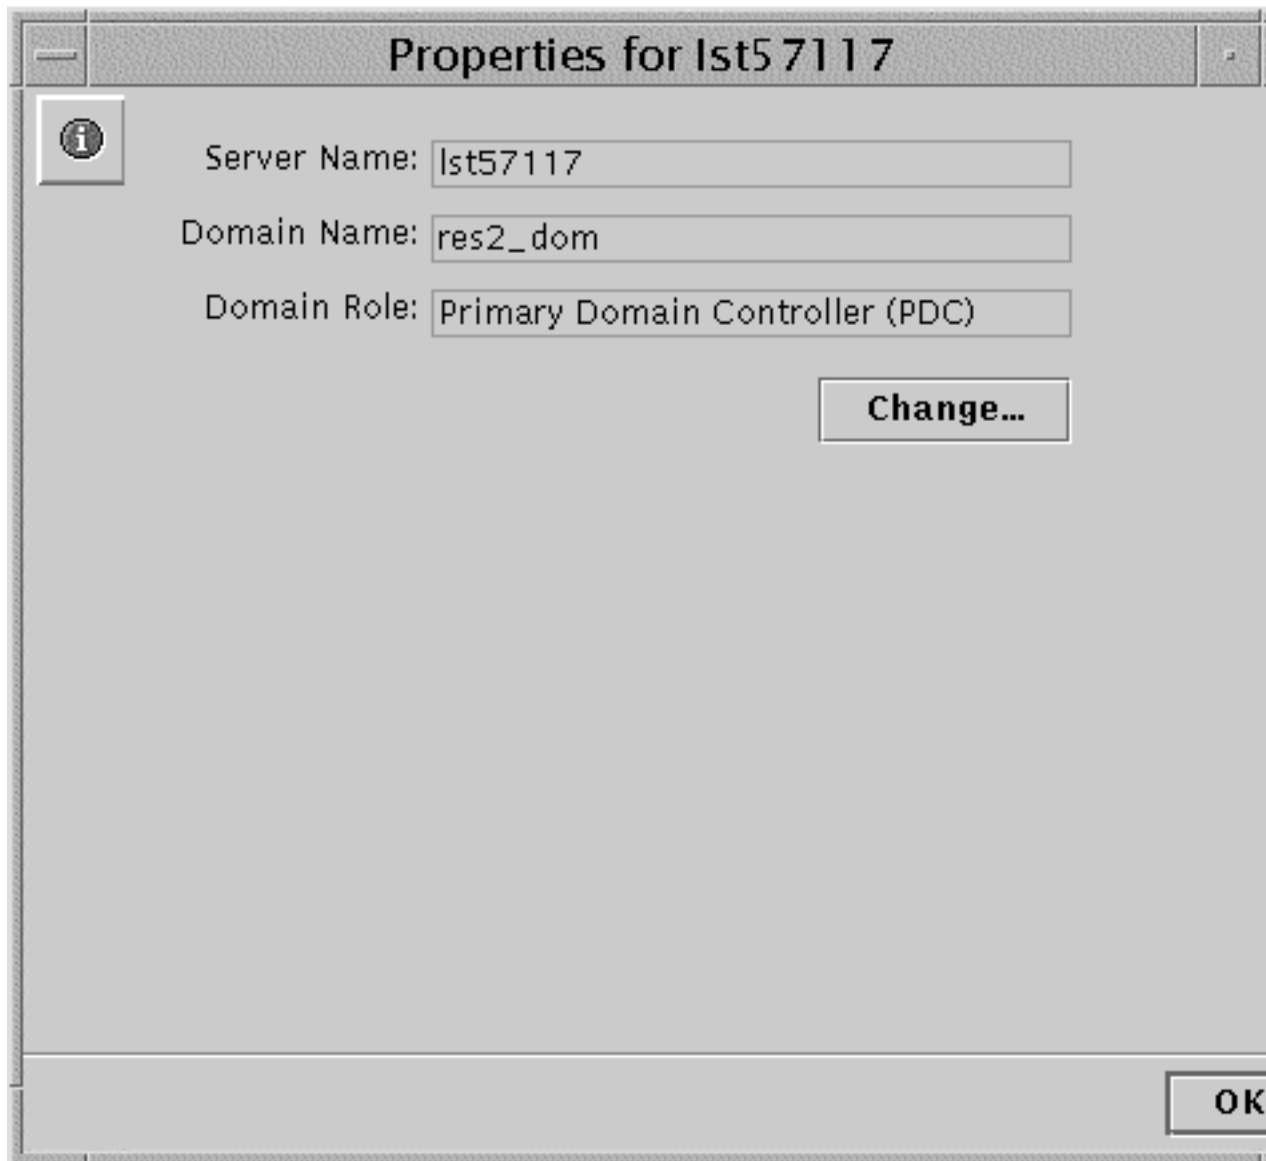 Properties for lst57117
Server Name: lst57117
Domain Name: res2_dom
Domain Role: Primary Domain Controller (PDC)
Change...
OK